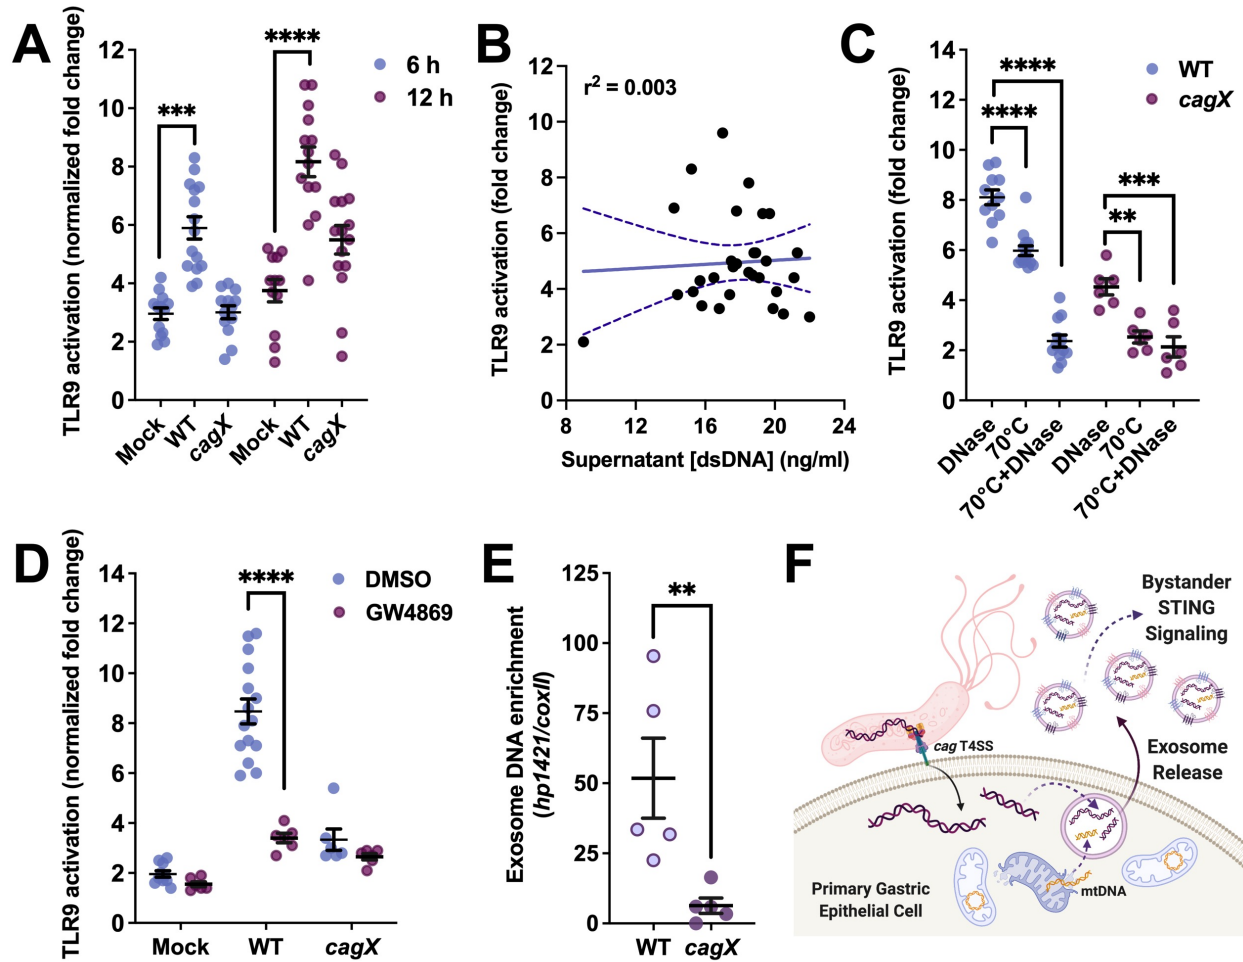 A
TLR9 activation (normalized fold change)
12
10
8
6
4
2
0
***
****
6 h
12 h
Mock
WT
cagX
Mock
WT
cagX
B
TLR9 activation (fold change)
12
10
8
6
4
2
0
r² = 0.003
8
12
16
20
24
Supernatant [dsDNA] (ng/ml)
C
TLR9 activation (fold change)
14
12
10
8
6
4
2
0
****
****
***
**
WT
cagX
DNase
70°C
70°C+DNase
DNase
70°C
70°C+DNase
D
TLR9 activation (normalized fold change)
14
12
10
8
6
4
2
0
****
DMSO
GW4869
Mock
WT
cagX
E
Exosome DNA enrichment
(hp1421/coxII)
125
100
75
50
25
0
**
WT
cagX
F
Bystander
STING
Signaling
cag T4SS
Exosome
Release
mtDNA
Primary Gastric
Epithelial Cell